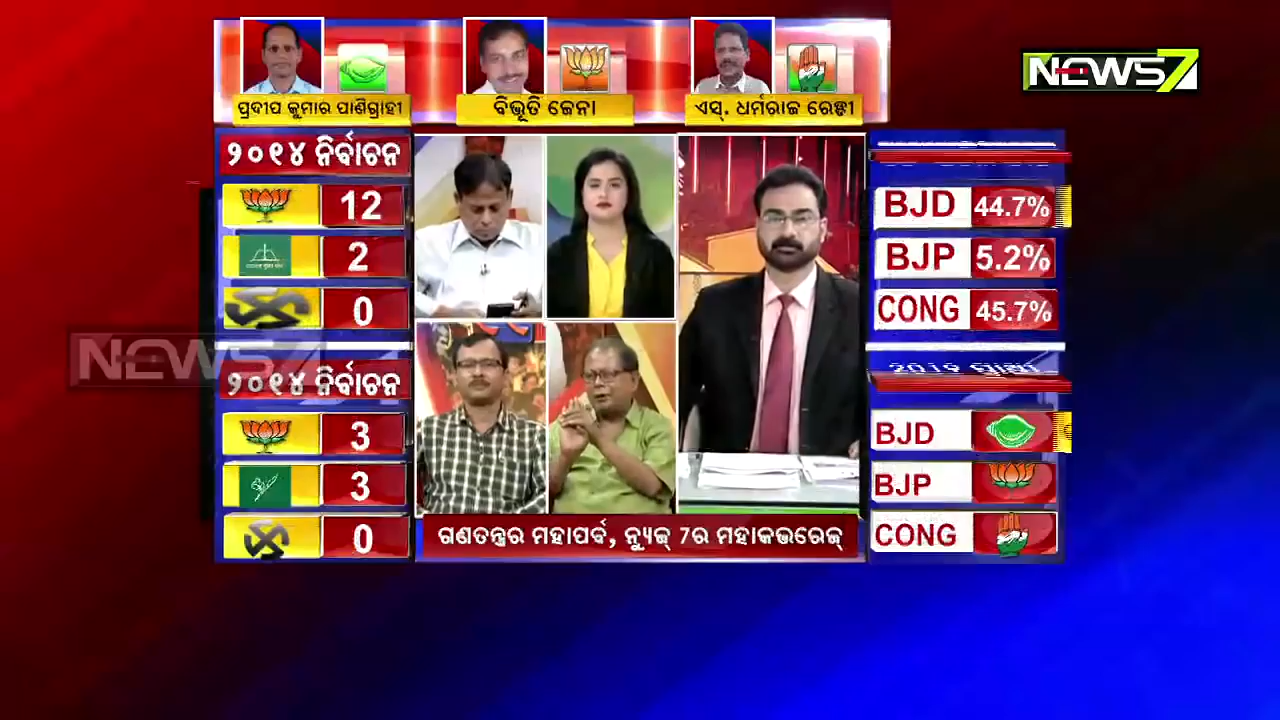 NEWS7
ପ୍ରଦୀପ କୁମାର ପାଣିଗ୍ରାହୀ
ବିଭୂତି ଜେନା
ଏସ୍. ଧର୍ମରାଜ ରେଡ୍ଡୀ
୨୦୧୪ ନିର୍ବାଚନ
12
2
0
NEWS7
୨୦୧୪ ନିର୍ବାଚନ
3
3
0
BJD 44.7%
BJP 5.2%
CONG 45.7%
BJD
BJP
CONG
ଗଣତନ୍ତ୍ରର ମହାପର୍ବ, ନ୍ୟୁଜ୍ 7ର ମହାକଭରେଜ୍